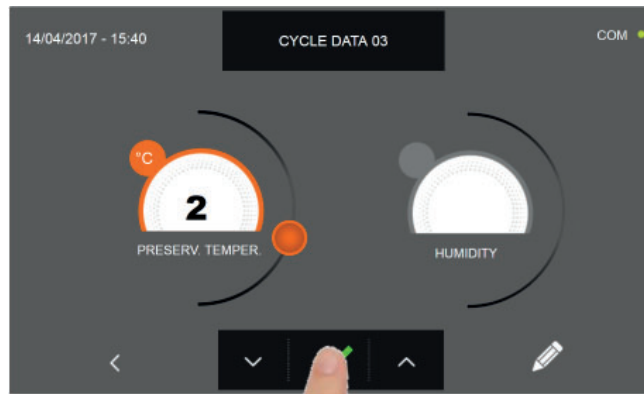 14/04/2017 - 15:40
CYCLE DATA 03
COM
°C
2
PRESERV. TEMPER.
HUMIDITY